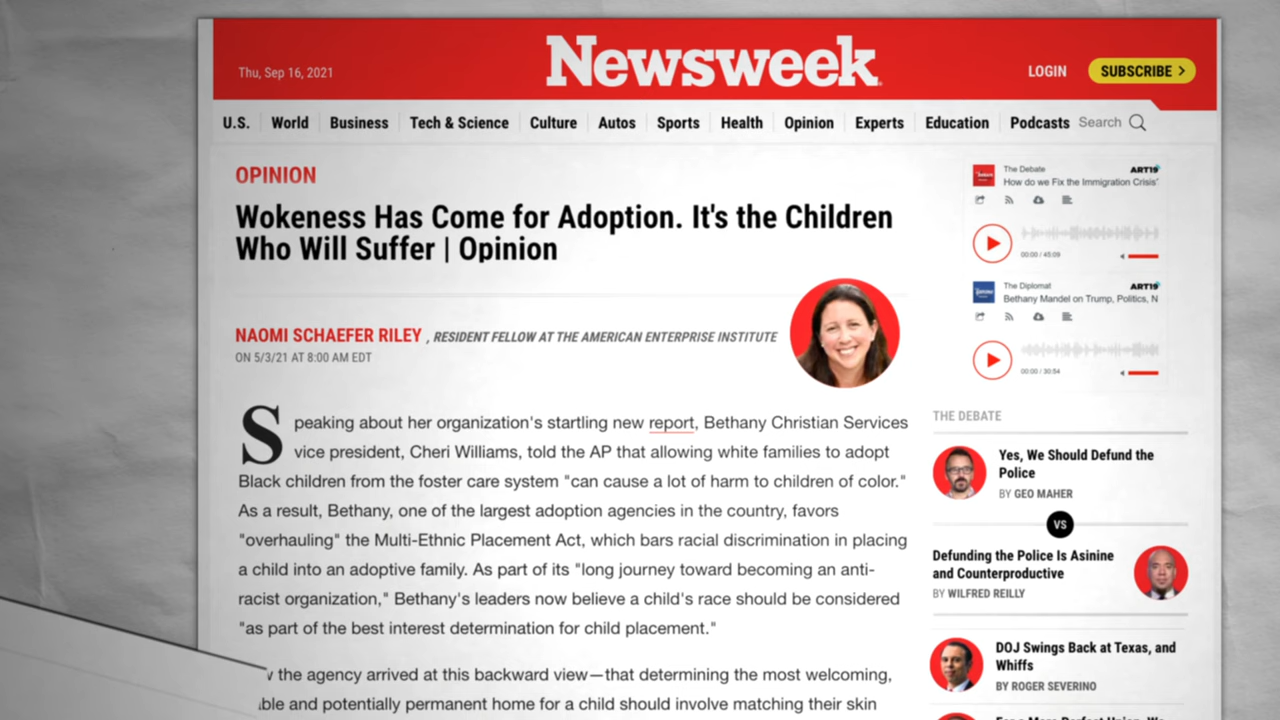 Newsweek
Thu, Sep 16, 2021
LOGIN
SUBSCRIBE >
U.S. World Business Tech & Science Culture Autos Sports Health Opinion Experts Education Podcasts Search
OPINION
Wokeness Has Come for Adoption. It's the Children
Who Will Suffer | Opinion
NAOMI SCHAEFER RILEY , RESIDENT FELLOW AT THE AMERICAN ENTERPRISE INSTITUTE
ON 5/3/21 AT 8:00 AM EDT
Speaking about her organization's startling new report, Bethany Christian Services
vice president, Cheri Williams, told the AP that allowing white families to adopt
Black children from the foster care system "can cause a lot of harm to children of color."
As a result, Bethany, one of the largest adoption agencies in the country, favors
"overhauling" the Multi-Ethnic Placement Act, which bars racial discrimination in placing
a child into an adoptive family. As part of its "long journey toward becoming an anti-
racist organization," Bethany's leaders now believe a child's race should be considered
"as part of the best interest determination for child placement."
the agency arrived at this backward view—that determining the most welcoming,
and potentially permanent home for a child should involve matching their skin
The Debate
ART19
How do we Fix the Immigration Crisis'
00:00 / 45:09
The Diplomat
ART19
Bethany Mandel on Trump, Politics, N
00:00 / 30:54
THE DEBATE
Yes, We Should Defund the
Police
BY GEO MAHER
VS
Defunding the Police Is Asinine
and Counterproductive
BY WILFRED REILLY
DOJ Swings Back at Texas, and
Whiffs
BY ROGER SEVERINO